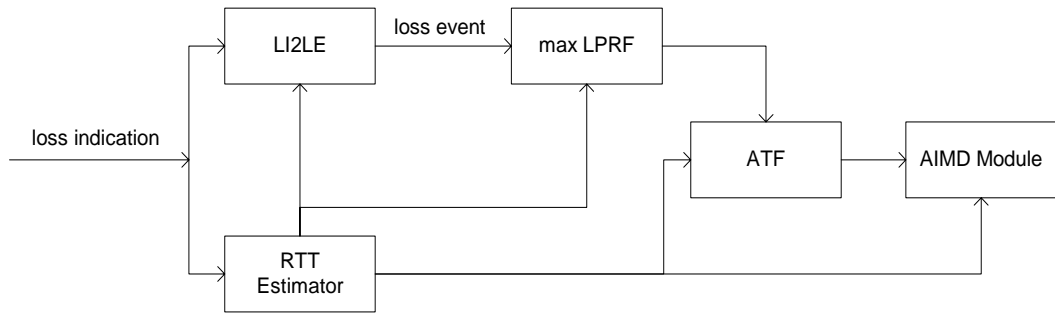 LI2LE
loss event
max LPRF
loss indication
ATF
AIMD Module
RTT
Estimator